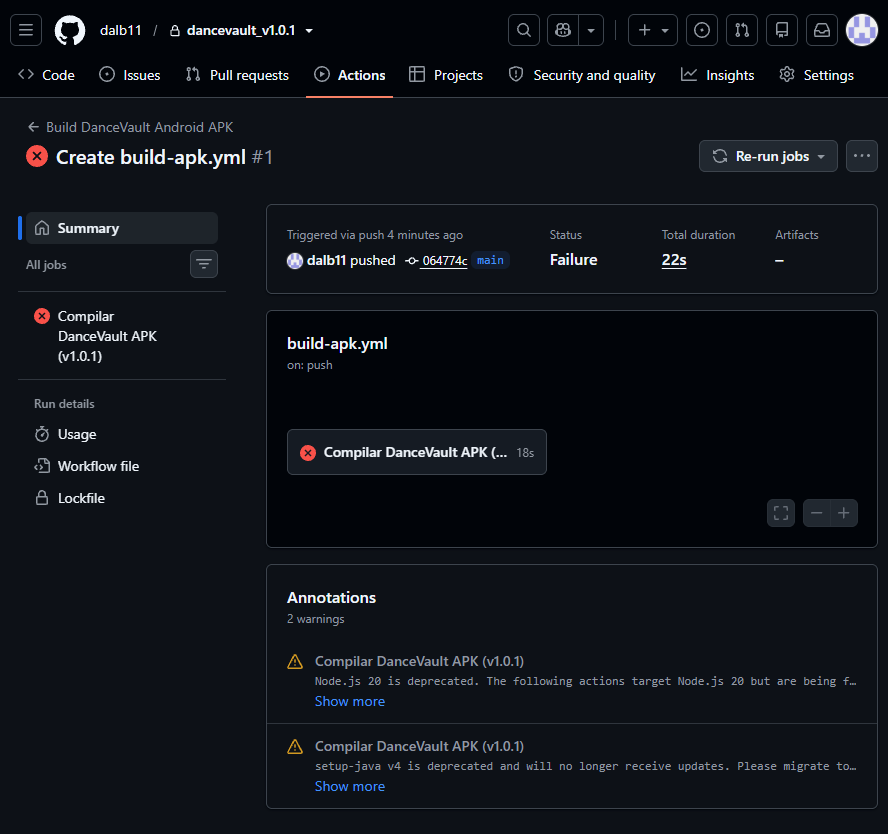 dalb11 / dancevault_v1.0.1
Code Issues Pull requests Actions Projects Security and quality Insights Settings
Build DanceVault Android APK
Create build-apk.yml #1
Re-run jobs
Summary
All jobs
Compilar
DanceVault APK
(v1.0.1)
Run details
Usage
Workflow file
Lockfile
Triggered via push 4 minutes ago
dalb11 pushed 064774c main
Status
Failure
Total duration
22s
Artifacts
–
build-apk.yml
on: push
Compilar DanceVault APK (... 18s
Annotations
2 warnings
Compilar DanceVault APK (v1.0.1)
Node.js 20 is deprecated. The following actions target Node.js 20 but are being f…
Show more
Compilar DanceVault APK (v1.0.1)
setup-java v4 is deprecated and will no longer receive updates. Please migrate to…
Show more